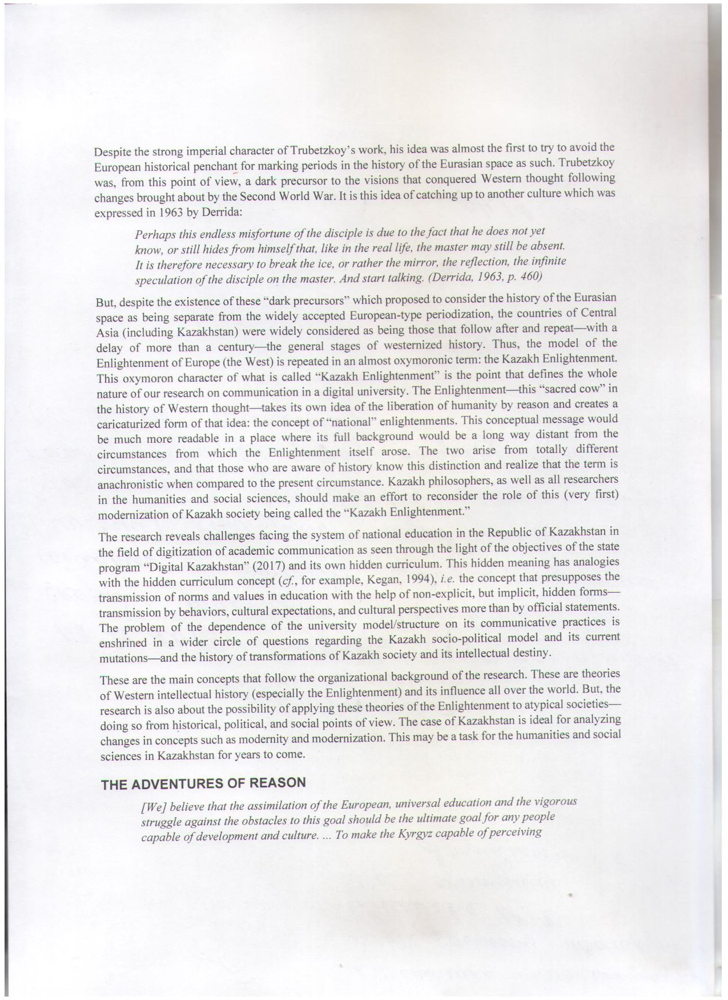 Despite the strong imperial character of Trubetzkoy's work, his idea was almost the first to try to avoid the
European historical penchant for marking periods in the history of the Eurasian space as such. Trubetzkoy
was, from this point of view, a dark precursor to the visions that conquered Western thought following
changes brought about by the Second World War. It is this idea of catching up to another culture which was
expressed in 1963 by Derrida:
Perhaps this endless misfortune of the disciple is due to the fact that he does not yet
know, or still hides from himself that, like in the real life, the master may still be absent.
It is therefore necessary to break the ice, or rather the mirror, the reflection, the infinite
speculation of the disciple on the master. And start talking. (Derrida, 1963, p. 460)
But, despite the existence of these “dark precursors” which proposed to consider the history of the Eurasian
space as being separate from the widely accepted European-type periodization, the countries of Central
Asia (including Kazakhstan) were widely considered as being those that follow after and repeat—with a
delay of more than a century—the general stages of westernized history. Thus, the model of the
Enlightenment of Europe (the West) is repeated in an almost oxymoronic term: the Kazakh Enlightenment.
This oxymoron character of what is called “Kazakh Enlightenment” is the point that defines the whole
nature of our research on communication in a digital university. The Enlightenment—this “sacred cow” in
the history of Western thought—takes its own idea of the liberation of humanity by reason and creates a
caricaturized form of that idea: the concept of “national” enlightenments. This conceptual message would
be much more readable in a place where its full background would be a long way distant from the
circumstances from which the Enlightenment itself arose. The two arise from totally different
circumstances, and that those who are aware of history know this distinction and realize that the term is
anachronistic when compared to the present circumstance. Kazakh philosophers, as well as all researchers
in the humanities and social sciences, should make an effort to reconsider the role of this (very first)
modernization of Kazakh society being called the “Kazakh Enlightenment.”
The research reveals challenges facing the system of national education in the Republic of Kazakhstan in
the field of digitization of academic communication as seen through the light of the objectives of the state
program “Digital Kazakhstan” (2017) and its own hidden curriculum. This hidden meaning has analogies
with the hidden curriculum concept (cf., for example, Kegan, 1994), i.e. the concept that presupposes the
transmission of norms and values in education with the help of non-explicit, but implicit, hidden forms—
transmission by behaviors, cultural expectations, and cultural perspectives more than by official statements.
The problem of the dependence of the university model/structure on its communicative practices is
enshrined in a wider circle of questions regarding the Kazakh socio-political model and its current
mutations—and the history of transformations of Kazakh society and its intellectual destiny.
These are the main concepts that follow the organizational background of the research. These are theories
of Western intellectual history (especially the Enlightenment) and its influence all over the world. But, the
research is also about the possibility of applying these theories of the Enlightenment to atypical societies—
doing so from historical, political, and social points of view. The case of Kazakhstan is ideal for analyzing
changes in concepts such as modernity and modernization. This may be a task for the humanities and social
sciences in Kazakhstan for years to come.
THE ADVENTURES OF REASON
[We] believe that the assimilation of the European, universal education and the vigorous
struggle against the obstacles to this goal should be the ultimate goal for any people
capable of development and culture. ... To make the Kyrgyz capable of perceiving